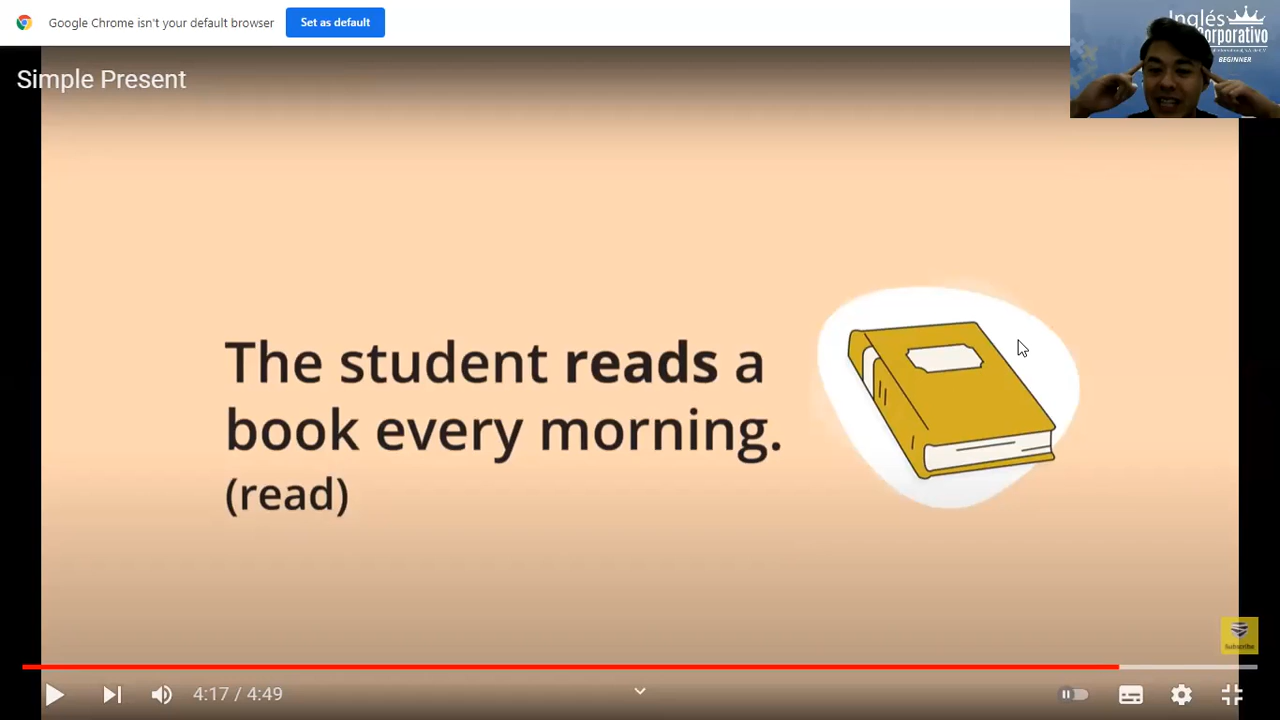 Google Chrome isn't your default browser
Set as default
Inglés
Corporativo
BEGINNER
Simple Present
The student reads a
book every morning.
(read)
Subscribe
4:17 / 4:49